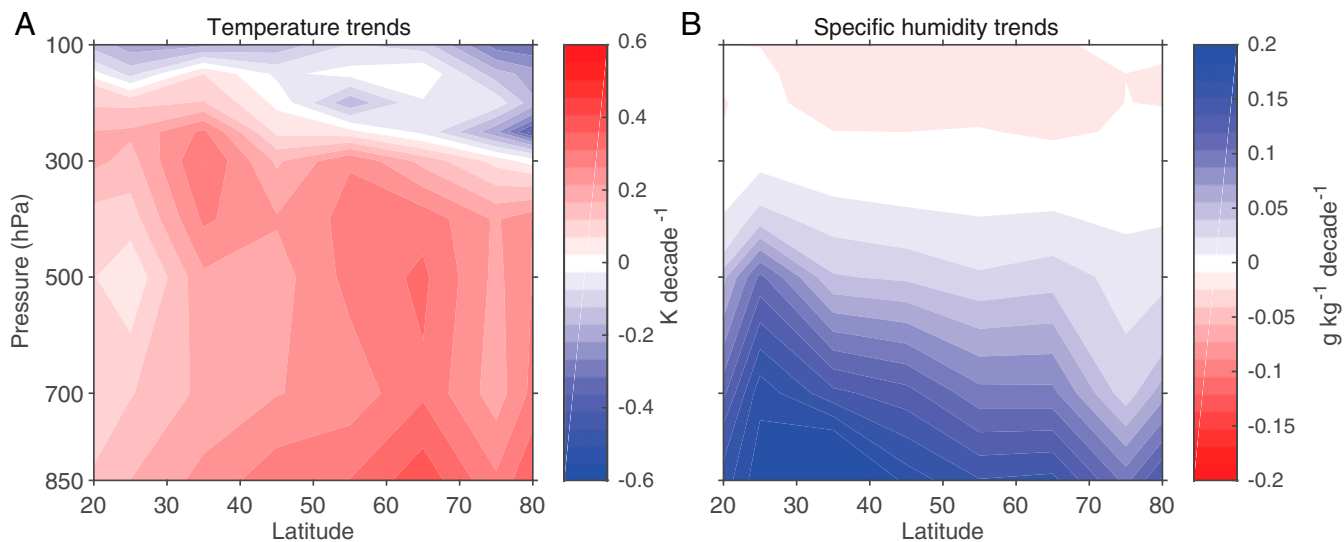 A Temperature trends
100
300
500
700
850
Pressure (hPa)
20 30 40 50 60 70 80
Latitude
0.6
0.4
0.2
0
-0.2
-0.4
-0.6
K decade⁻¹
B Specific humidity trends
20 30 40 50 60 70 80
Latitude
0.2
0.15
0.1
0.05
0
-0.05
-0.1
-0.15
-0.2
g kg⁻¹ decade⁻¹